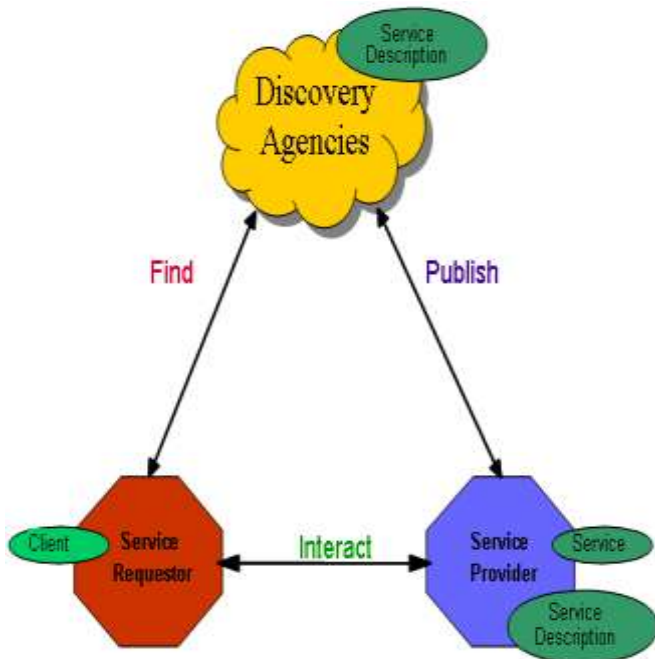 Service
Description
Discovery
Agencies
Find
Publish
Client
Service
Requestor
Interact
Service
Provider
Service
Service
Description